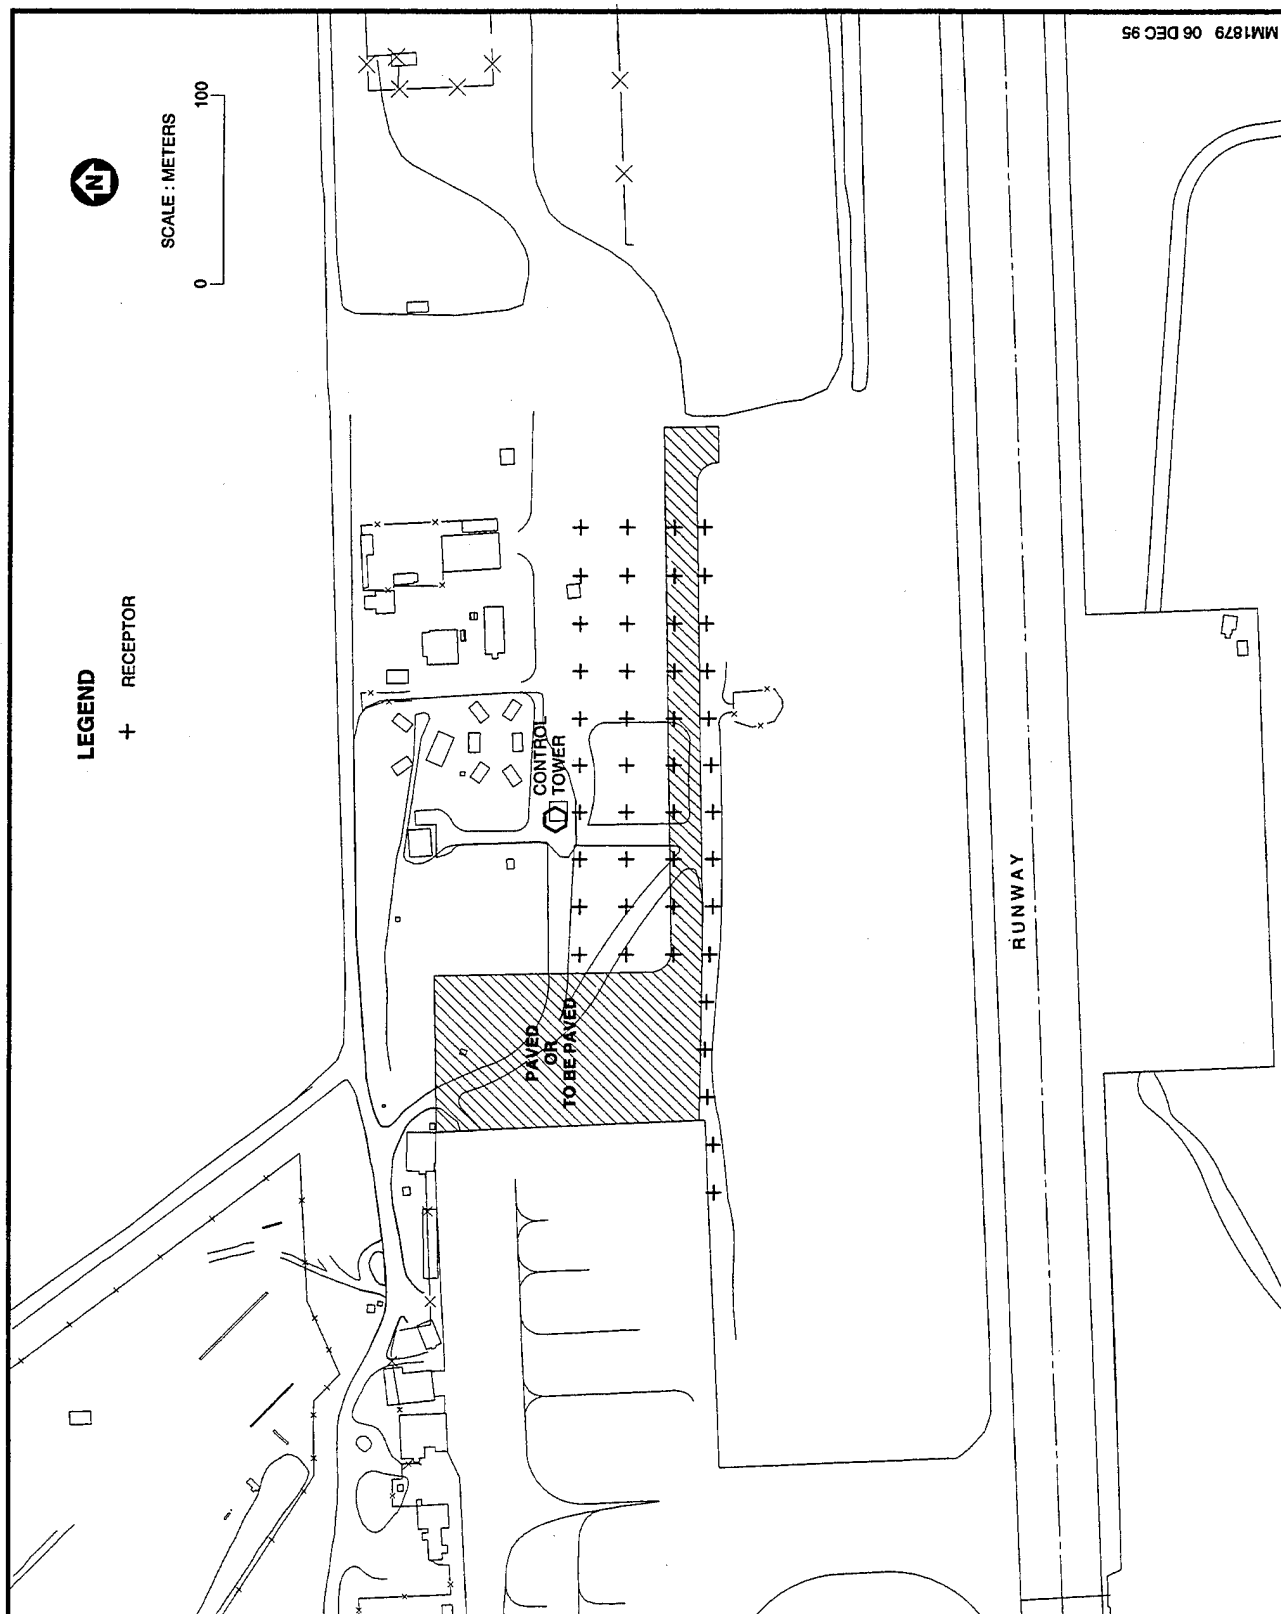 MM1879 06 DEC 95
N
SCALE : METERS
0 100
LEGEND
+ RECEPTOR
CONTROL
TOWER
PAVED
OR
TO BE PAVED
RUNWAY